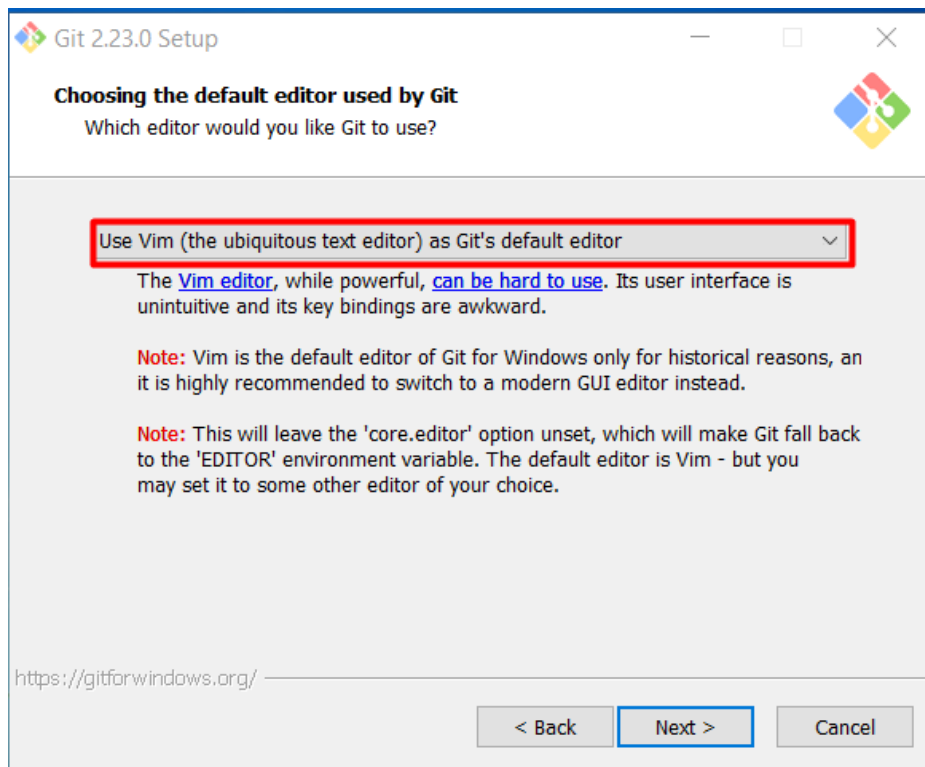 Git 2.23.0 Setup
Choosing the default editor used by Git
Which editor would you like Git to use?
Use Vim (the ubiquitous text editor) as Git's default editor
The Vim editor, while powerful, can be hard to use. Its user interface is
unintuitive and its key bindings are awkward.
Note: Vim is the default editor of Git for Windows only for historical reasons, an
it is highly recommended to switch to a modern GUI editor instead.
Note: This will leave the 'core.editor' option unset, which will make Git fall back
to the 'EDITOR' environment variable. The default editor is Vim - but you
may set it to some other editor of your choice.
https://gitforwindows.org/
< Back Next > Cancel